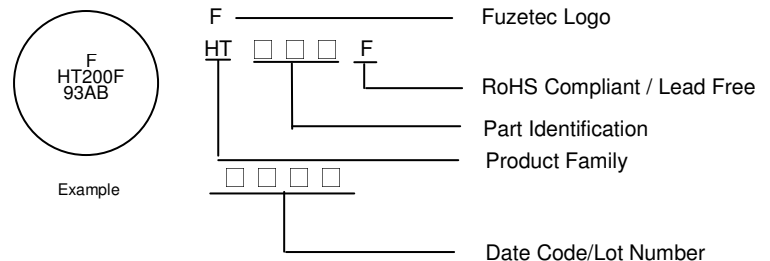 F
HT200F
93AB
Example
F Fuzetec Logo
HT □ □ □ F
RoHS Compliant / Lead Free
Part Identification
Product Family
□ □ □ □
Date Code/Lot Number